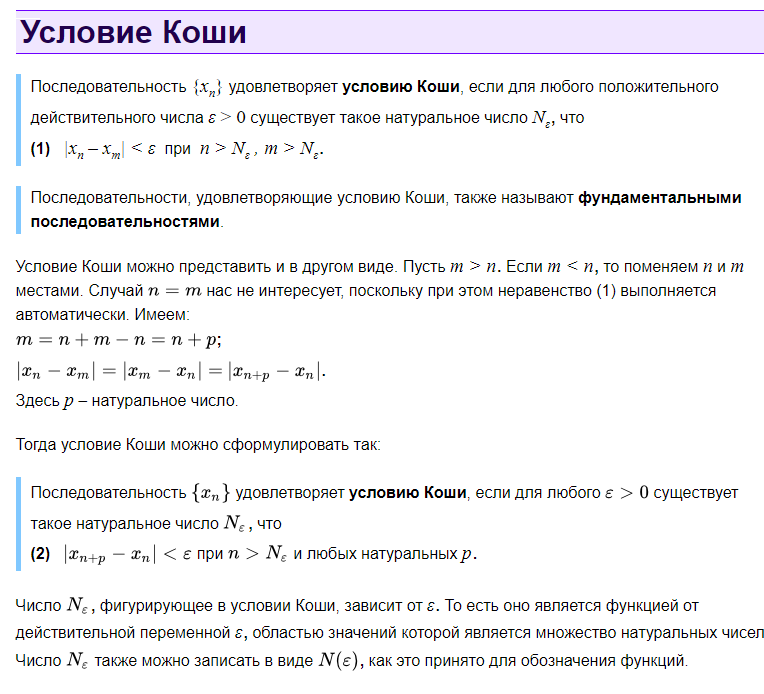 Условие Коши
Последовательность {xₙ} удовлетворяет условию Коши, если для любого положительного
действительного числа ε > 0 существует такое натуральное число Nε, что
(1) |xₙ – xₘ| < ε при n > Nε , m > Nε.
Последовательности, удовлетворяющие условию Коши, также называют фундаментальными
последовательностями.
Условие Коши можно представить и в другом виде. Пусть m > n. Если m < n, то поменяем n и m
местами. Случай n = m нас не интересует, поскольку при этом неравенство (1) выполняется
автоматически. Имеем:
m = n + m − n = n + p;
|xₙ − xₘ| = |xₘ − xₙ| = |xₙ₊ₚ − xₙ|.
Здесь p – натуральное число.
Тогда условие Коши можно сформулировать так:
Последовательность {xₙ} удовлетворяет условию Коши, если для любого ε > 0 существует
такое натуральное число Nε , что
(2) |xₙ₊ₚ − xₙ| < ε при n > Nε и любых натуральных p.
Число Nε , фигурирующее в условии Коши, зависит от ε. То есть оно является функцией от
действительной переменной ε, областью значений которой является множество натуральных чисел
Число Nε также можно записать в виде N(ε), как это принято для обозначения функций.